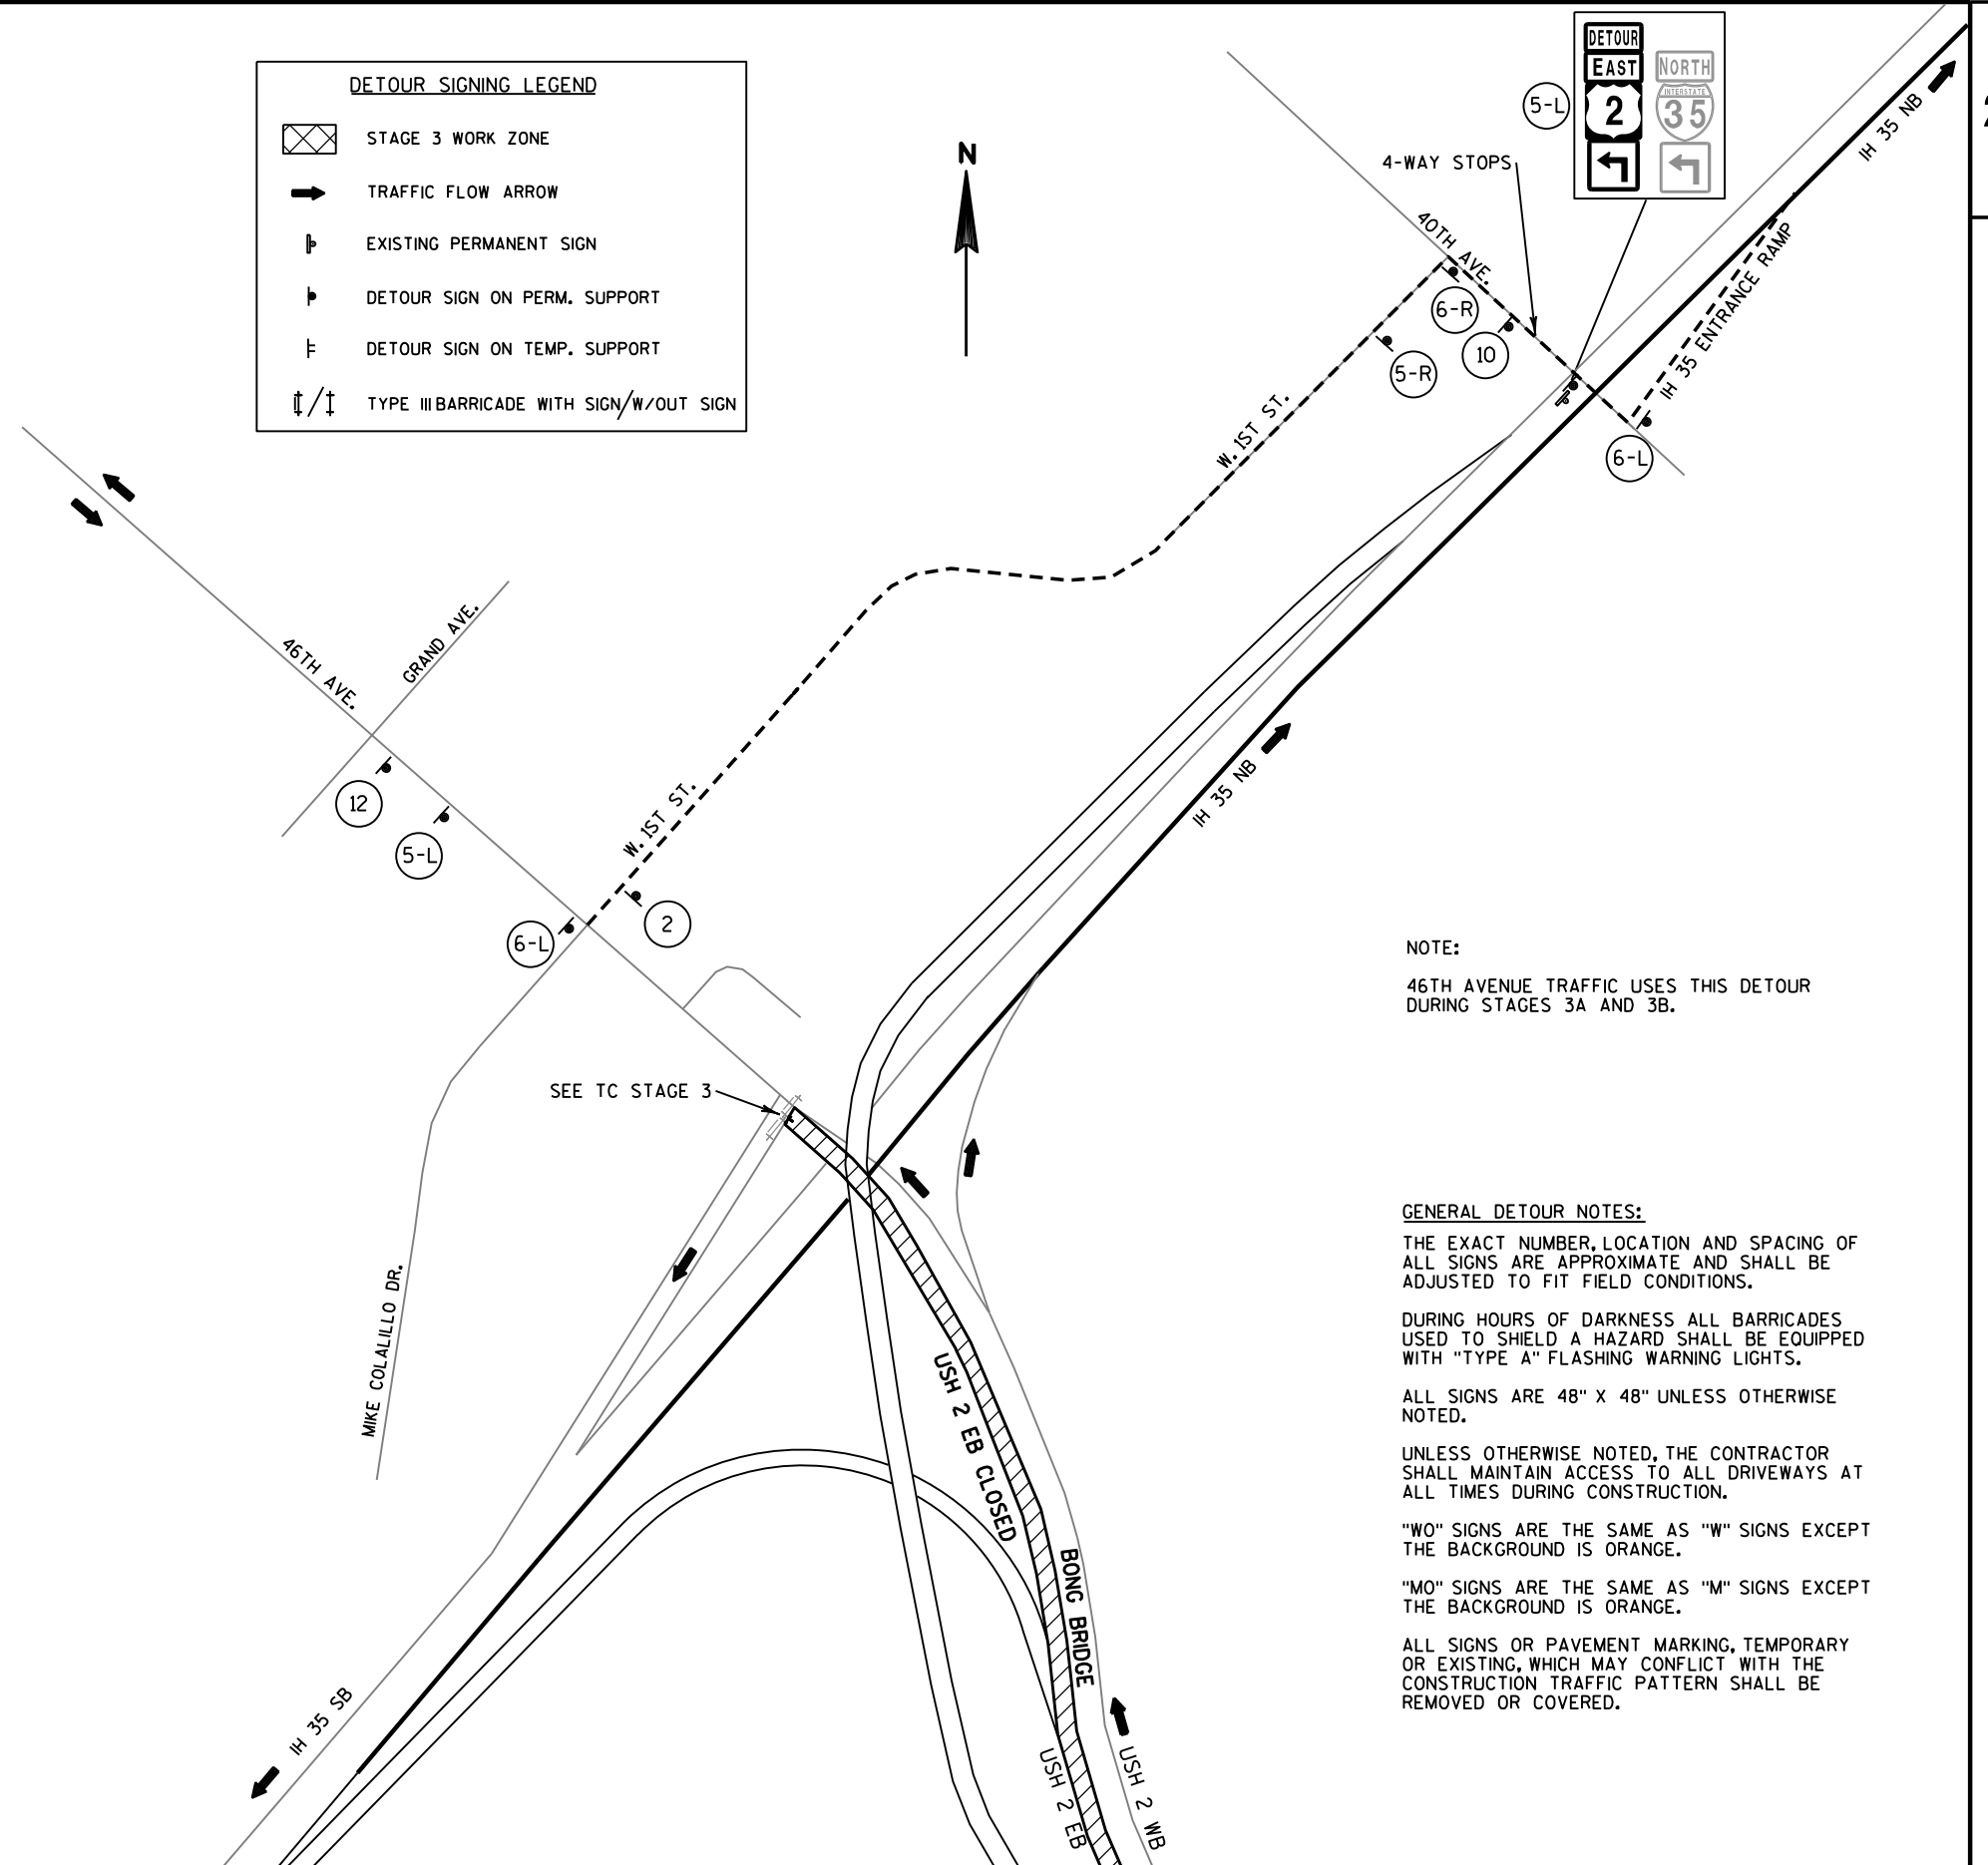 DETOUR SIGNING LEGEND
STAGE 3 WORK ZONE
TRAFFIC FLOW ARROW
EXISTING PERMANENT SIGN
DETOUR SIGN ON PERM. SUPPORT
DETOUR SIGN ON TEMP. SUPPORT
TYPE III BARRICADE WITH SIGN/W/OUT SIGN
N
5-L
DETOUR
EAST
2
NORTH
INTERSTATE
35
4-WAY STOPS
40TH AVE.
IH 35 NB
IH 35 ENTRANCE RAMP
6-R
10
5-R
6-L
W. 1ST ST.
46TH AVE.
GRAND AVE.
12
5-L
W. 1ST ST.
6-L
2
IH 35 NB
SEE TC STAGE 3
MIKE COLALILLO DR.
USH 2 EB CLOSED
BONG BRIDGE
IH 35 SB
USH 2 EB
USH 2 WB
NOTE:
46TH AVENUE TRAFFIC USES THIS DETOUR
DURING STAGES 3A AND 3B.
GENERAL DETOUR NOTES:
THE EXACT NUMBER, LOCATION AND SPACING OF
ALL SIGNS ARE APPROXIMATE AND SHALL BE
ADJUSTED TO FIT FIELD CONDITIONS.
DURING HOURS OF DARKNESS ALL BARRICADES
USED TO SHIELD A HAZARD SHALL BE EQUIPPED
WITH "TYPE A" FLASHING WARNING LIGHTS.
ALL SIGNS ARE 48" X 48" UNLESS OTHERWISE
NOTED.
UNLESS OTHERWISE NOTED, THE CONTRACTOR
SHALL MAINTAIN ACCESS TO ALL DRIVEWAYS AT
ALL TIMES DURING CONSTRUCTION.
"WO" SIGNS ARE THE SAME AS "W" SIGNS EXCEPT
THE BACKGROUND IS ORANGE.
"MO" SIGNS ARE THE SAME AS "M" SIGNS EXCEPT
THE BACKGROUND IS ORANGE.
ALL SIGNS OR PAVEMENT MARKING, TEMPORARY
OR EXISTING, WHICH MAY CONFLICT WITH THE
CONSTRUCTION TRAFFIC PATTERN SHALL BE
REMOVED OR COVERED.